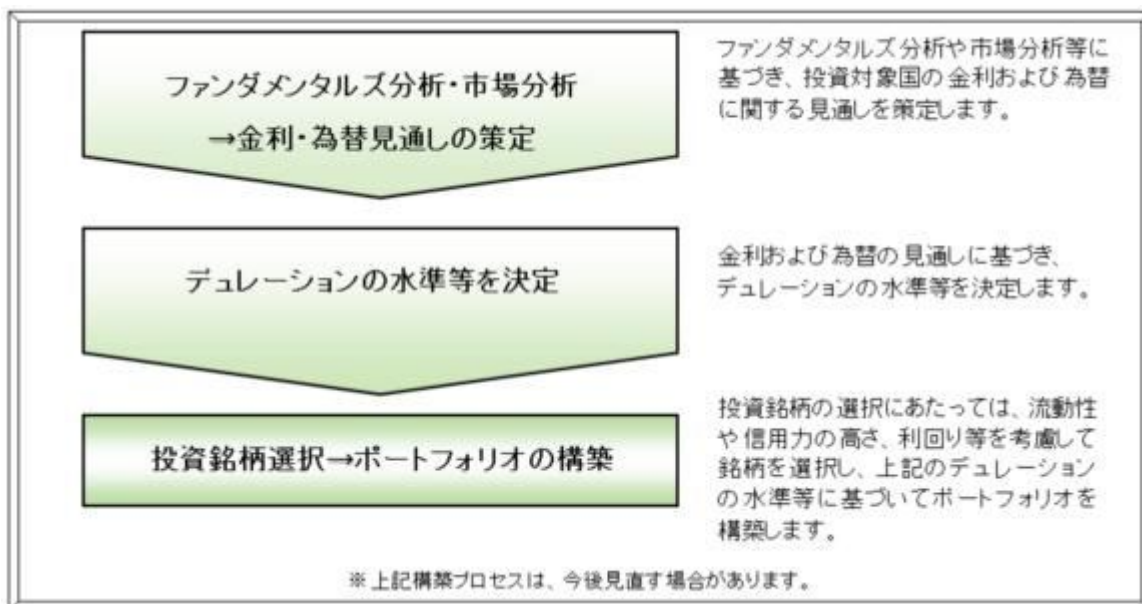 ファンダメンタルズ分析・市場分析
→金利・為替見通しの策定
ファンダメンタルズ分析や市場分析等に
基づき、投資対象国の金利および為替
に関する見通しを策定します。
デュレーションの水準等を決定
金利および為替の見通しに基づき、
デュレーションの水準等を決定します。
投資銘柄選択→ポートフォリオの構築
投資銘柄の選択にあたっては、流動性
や信用力の高さ、利回り等を考慮して
銘柄を選択し、上記のデュレーション
の水準等に基づいてポートフォリオを
構築します。
※上記構築プロセスは、今後見直す場合があります。